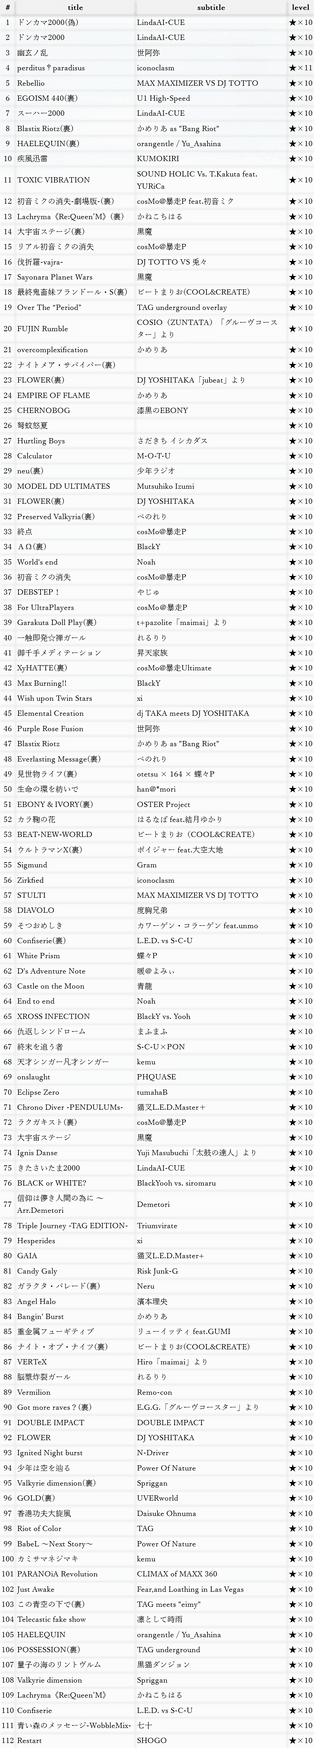 # title subtitle level
1 ドンカマ2000(偽) LindaAI-CUE ★×10
2 ドンカマ2000 LindaAI-CUE ★×10
3 幽玄ノ乱 世阿弥 ★×10
4 perditus†paradisus iconoclasm ★×11
5 Rebellio MAX MAXIMIZER VS DJ TOTTO ★×10
6 EGOISM 440(裏) U1 High-Speed ★×10
7 スーハー2000 LindaAI-CUE ★×10
8 Blastix Riotz(裏) かめりあ as "Bang Riot" ★×10
9 HAELEQUIN(裏) orangentle / Yu_Asahina ★×10
10 疾風迅雷 KUMOKIRI ★×10
11 TOXIC VIBRATION SOUND HOLIC Vs. T.Kakuta feat.
YURiCa ★×10
12 初音ミクの消失‐劇場版‐(裏) cosMo@暴走P feat.初音ミク ★×10
13 Lachryma《Re:Queen'M》(裏) かねこちはる ★×10
14 大宇宙ステージ(裏) 黒魔 ★×10
15 リアル初音ミクの消失 cosMo@暴走P ★×10
16 伐折羅-vajra- DJ TOTTO VS 兎々 ★×10
17 Sayonara Planet Wars 黒魔 ★×10
18 最終鬼畜妹フランドール・S(裏) ビートまりお(COOL&CREATE) ★×10
19 Over The "Period" TAG underground overlay ★×10
20 FUJIN Rumble COSIO（ZUNTATA）「グルーヴコース
ター」より ★×10
21 overcomplexification かめりあ ★×10
22 ナイトメア・サバイバー(裏) ★×10
23 FLOWER(裏) DJ YOSHITAKA「jubeat」より ★×10
24 EMPIRE OF FLAME かめりあ ★×10
25 CHERNOBOG 漆黒のEBONY ★×10
26 弩蚊怒夏 ★×10
27 Hurtling Boys さだきち イシカダス ★×10
28 Calculator M-O-T-U ★×10
29 neu(裏) 少年ラジオ ★×10
30 MODEL DD ULTIMATES Mutsuhiko Izumi ★×10
31 FLOWER(裏) DJ YOSHITAKA ★×10
32 Preserved Valkyria(裏) べのれり ★×10
33 終点 cosMo@暴走P ★×10
34 ΑΩ(裏) BlackY ★×10
35 World's end Noah ★×10
36 初音ミクの消失 cosMo@暴走P ★×10
37 DEBSTEP！ やじゅ ★×10
38 For UltraPlayers cosMo@暴走P ★×10
39 Garakuta Doll Play(裏) t+pazolite「maimai」より ★×10
40 一触即発☆禅ガール れるりり ★×10
41 御千手メディテーション 昇天家族 ★×10
42 XyHATTE(裏) cosMo@暴走Ultimate ★×10
43 Max Burning!! BlackY ★×10
44 Wish upon Twin Stars xi ★×10
45 Elemental Creation dj TAKA meets DJ YOSHITAKA ★×10
46 Purple Rose Fusion 世阿弥 ★×10
47 Blastix Riotz かめりあ as "Bang Riot" ★×10
48 Everlasting Message(裏) べのれり ★×10
49 見世物ライフ(裏) otetsu × 164 × 蝶々P ★×10
50 生命の環を紡いで han@*mori ★×10
51 EBONY & IVORY(裏) OSTER Project ★×10
52 カラ鞠の花 はるなば feat.結月ゆかり ★×10
53 BEAT-NEW-WORLD ビートまりお（COOL&CREATE） ★×10
54 ウルトラマンX(裏) ボイジャー feat.大空大地 ★×10
55 Sigmund Gram ★×10
56 Zirkfied iconoclasm ★×10
57 STULTI MAX MAXIMIZER VS DJ TOTTO ★×10
58 DIAVOLO 度胸兄弟 ★×10
59 そつおめしき カワーゲン・コラーゲン feat.unmo ★×10
60 Confiserie(裏) L.E.D. vs S-C-U ★×10
61 White Prism 蝶々P ★×10
62 D's Adventure Note 暖@よみぃ ★×10
63 Castle on the Moon 青龍 ★×10
64 End to end Noah ★×10
65 XROSS INFECTION BlackY vs. Yooh ★×10
66 仇返しシンドローム まふまふ ★×10
67 終末を追う者 S-C-U×PON ★×10
68 天才シンガー凡才シンガー kemu ★×10
69 onslaught PHQUASE ★×10
70 Eclipse Zero tumahaB ★×10
71 Chrono Diver -PENDULUMs- 猫叉L.E.D.Master＋ ★×10
72 ラクガキスト(裏) cosMo@暴走P ★×10
73 大宇宙ステージ 黒魔 ★×10
74 Ignis Danse Yuji Masubuchi「太鼓の達人」より ★×10
75 きたさいたま2000 LindaAI-CUE ★×10
76 BLACK or WHITE? BlackYooh vs. siromaru ★×10
77 信仰は儚き人間の為に ～
Arr.Demetori Demetori ★×10
78 Triple Journey -TAG EDITION- Triumvirate ★×10
79 Hesperides xi ★×10
80 GAIA 猫叉L.E.D.Master+ ★×10
81 Candy Galy Risk Junk-G ★×10
82 ガラクタ・パレード(裏) Neru ★×10
83 Angel Halo 濱本理央 ★×10
84 Bangin' Burst かめりあ ★×10
85 重金属フューギティブ リューイッティ feat.GUMI ★×10
86 ナイト・オブ・ナイツ(裏) ビートまりお(COOL&CREATE) ★×10
87 VERTeX Hiro「maimai」より ★×10
88 脳漿炸裂ガール れるりり ★×10
89 Vermilion Remo-con ★×10
90 Got more raves？(裏) E.G.G.「グルーヴコースター」より ★×10
91 DOUBLE IMPACT DOUBLE IMPACT ★×10
92 FLOWER DJ YOSHITAKA ★×10
93 Ignited Night burst N-Driver ★×10
94 少年は空を辿る Power Of Nature ★×10
95 Valkyrie dimension(裏) Spriggan ★×10
96 GOLD(裏) UVERworld ★×10
97 香港功夫大旋風 Daisuke Ohnuma ★×10
98 Riot of Color TAG ★×10
99 BabeL ～Next Story～ Power Of Nature ★×10
100 カミサマネジマキ kemu ★×10
101 PARANOiA Revolution CLIMAX of MAXX 360 ★×10
102 Just Awake Fear,and Loathing in Las Vegas ★×10
103 この青空の下で(裏) TAG meets "eimy" ★×10
104 Telecastic fake show 凛として時雨 ★×10
105 HAELEQUIN orangentle / Yu_Asahina ★×10
106 POSSESSION(裏) TAG underground ★×10
107 量子の海のリントヴルム 黒猫ダンジョン ★×10
108 Valkyrie dimension Spriggan ★×10
109 Lachryma《Re:Queen'M》 かねこちはる ★×10
110 Confiserie L.E.D. vs S-C-U ★×10
111 青い森のメッセージ-WobbleMix- 七十 ★×10
112 Restart SHOGO ★×10